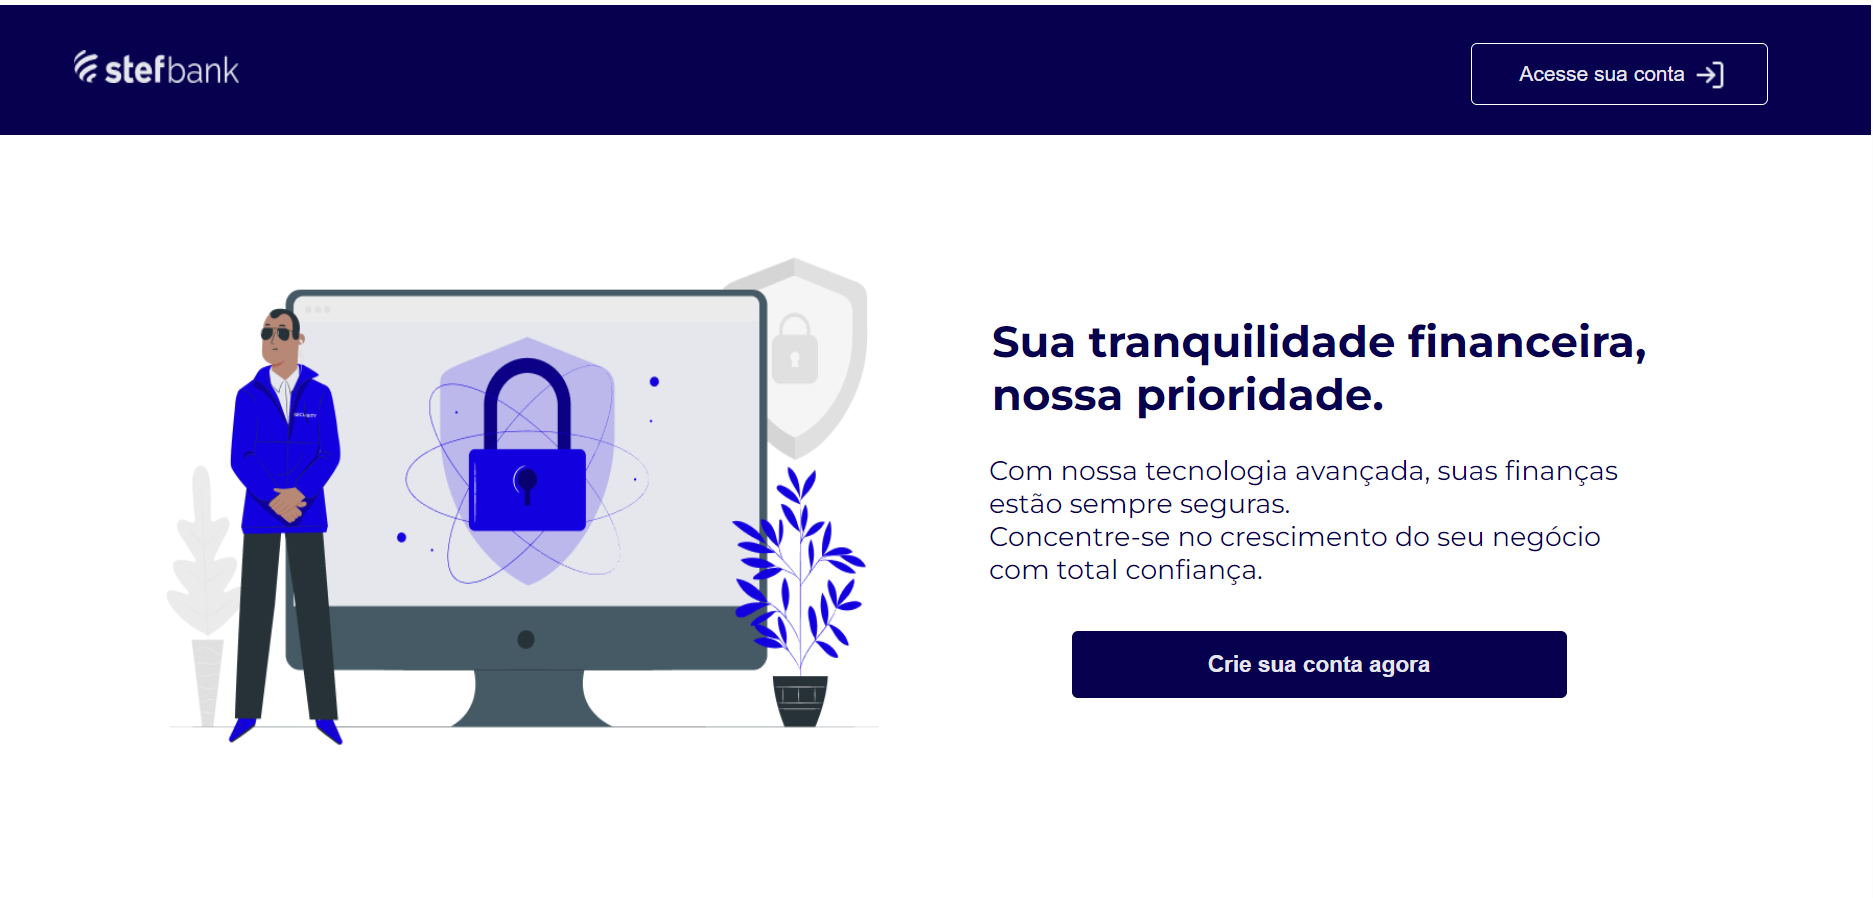 stefbank
Acesse sua conta
SECURITY
Sua tranquilidade financeira,
nossa prioridade.
Com nossa tecnologia avançada, suas finanças
estão sempre seguras.
Concentre-se no crescimento do seu negócio
com total confiança.
Crie sua conta agora